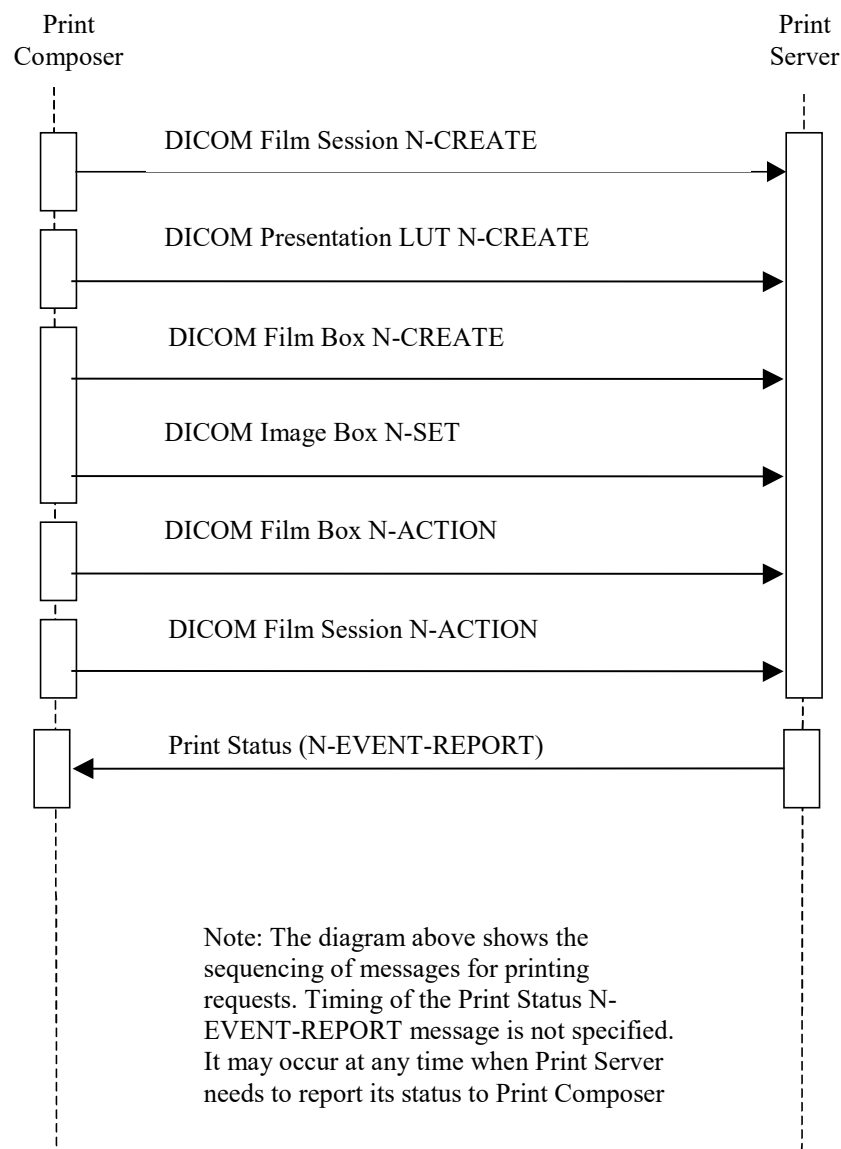 Print
Composer
Print
Server
DICOM Film Session N-CREATE
DICOM Presentation LUT N-CREATE
DICOM Film Box N-CREATE
DICOM Image Box N-SET
DICOM Film Box N-ACTION
DICOM Film Session N-ACTION
Print Status (N-EVENT-REPORT)
Note: The diagram above shows the
sequencing of messages for printing
requests. Timing of the Print Status N-
EVENT-REPORT message is not specified.
It may occur at any time when Print Server
needs to report its status to Print Composer